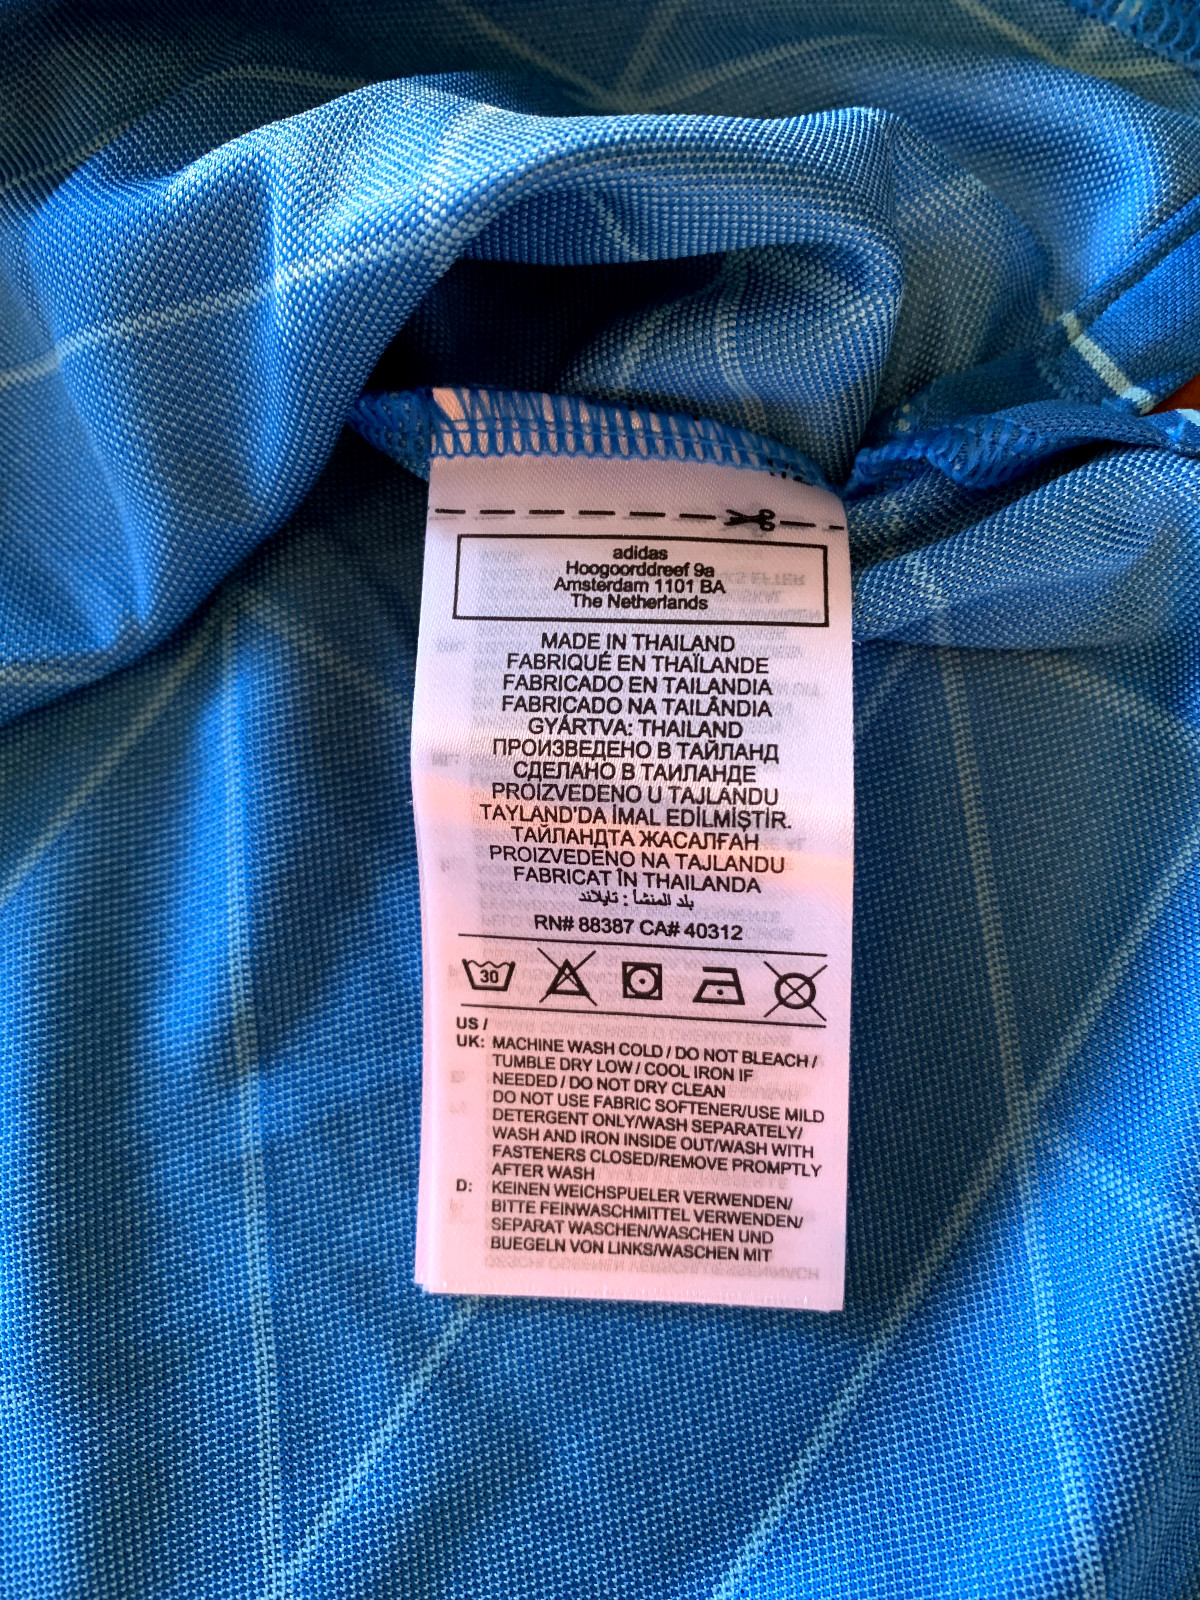 adidas
Hoogoorddreef 9a
Amsterdam 1101 BA
The Netherlands
MADE IN THAILAND
FABRIQUÉ EN THAÏLANDE
FABRICADO EN TAILANDIA
FABRICADO NA TAILÂNDIA
GYÁRTVA: THAILAND
ПРОИЗВЕДЕНО В ТАЙЛАНД
СДЕЛАНО В ТАИЛАНДЕ
PROIZVEDENO U TAJLANDU
TAYLAND'DA İMAL EDİLMİŞTİR.
ТАЙЛАНДТА ЖАСАЛҒАН
PROIZVEDENO NA TAJLANDU
FABRICAT ÎN THAILANDA
بلد المنشأ : تايلاند
RN# 88387 CA# 40312
30
US /
UK: MACHINE WASH COLD / DO NOT BLEACH /
TUMBLE DRY LOW / COOL IRON IF
NEEDED / DO NOT DRY CLEAN
DO NOT USE FABRIC SOFTENER/USE MILD
DETERGENT ONLY/WASH SEPARATELY/
WASH AND IRON INSIDE OUT/WASH WITH
FASTENERS CLOSED/REMOVE PROMPTLY
AFTER WASH
D: KEINEN WEICHSPUELER VERWENDEN/
BITTE FEINWASCHMITTEL VERWENDEN/
SEPARAT WASCHEN/WASCHEN UND
BUEGELN VON LINKS/WASCHEN MIT